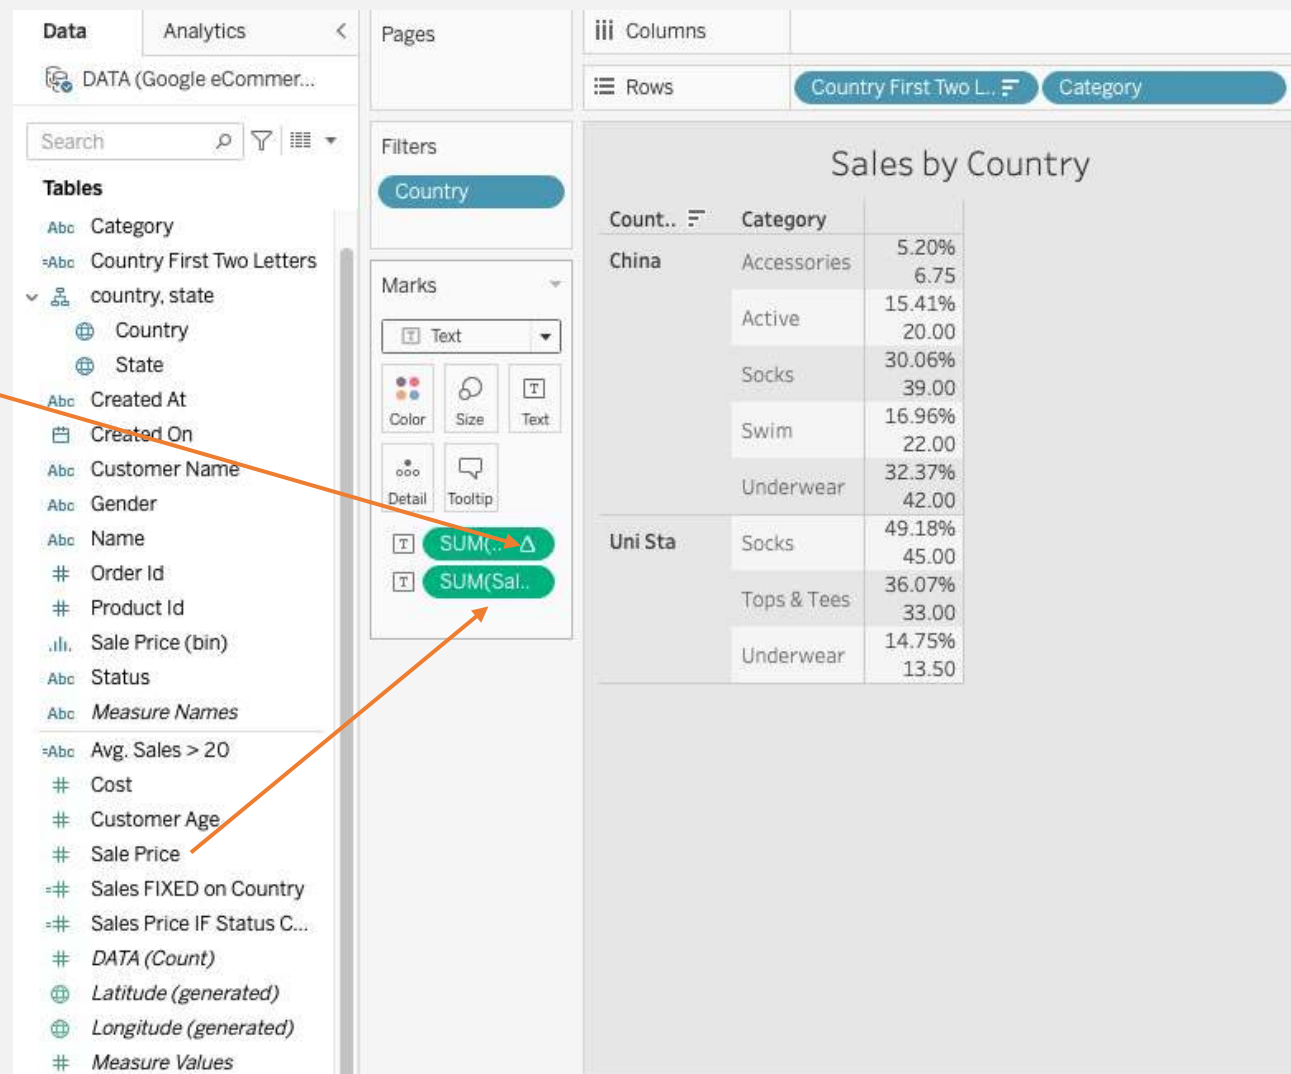 Data
Analytics
DATA (Google eCommer...
Search
Tables
Abc Category
=Abc Country First Two Letters
country, state
Country
State
Abc Created At
Created On
Abc Customer Name
Abc Gender
Abc Name
# Order Id
# Product Id
Sale Price (bin)
Abc Status
Abc Measure Names
=Abc Avg. Sales > 20
# Cost
# Customer Age
# Sale Price
=# Sales FIXED on Country
=# Sales Price IF Status C...
# DATA (Count)
Latitude (generated)
Longitude (generated)
# Measure Values
Pages
Filters
Country
Marks
T Text
Color Size T Text
Detail Tooltip
T SUM(.. Δ
T SUM(Sal..
iii Columns
Rows Country First Two L.. Category
Sales by Country
Count.. Category
China Accessories 5.20%
6.75
Active 15.41%
20.00
Socks 30.06%
39.00
Swim 16.96%
22.00
Underwear 32.37%
42.00
Uni Sta Socks 49.18%
45.00
Tops & Tees 36.07%
33.00
Underwear 14.75%
13.50